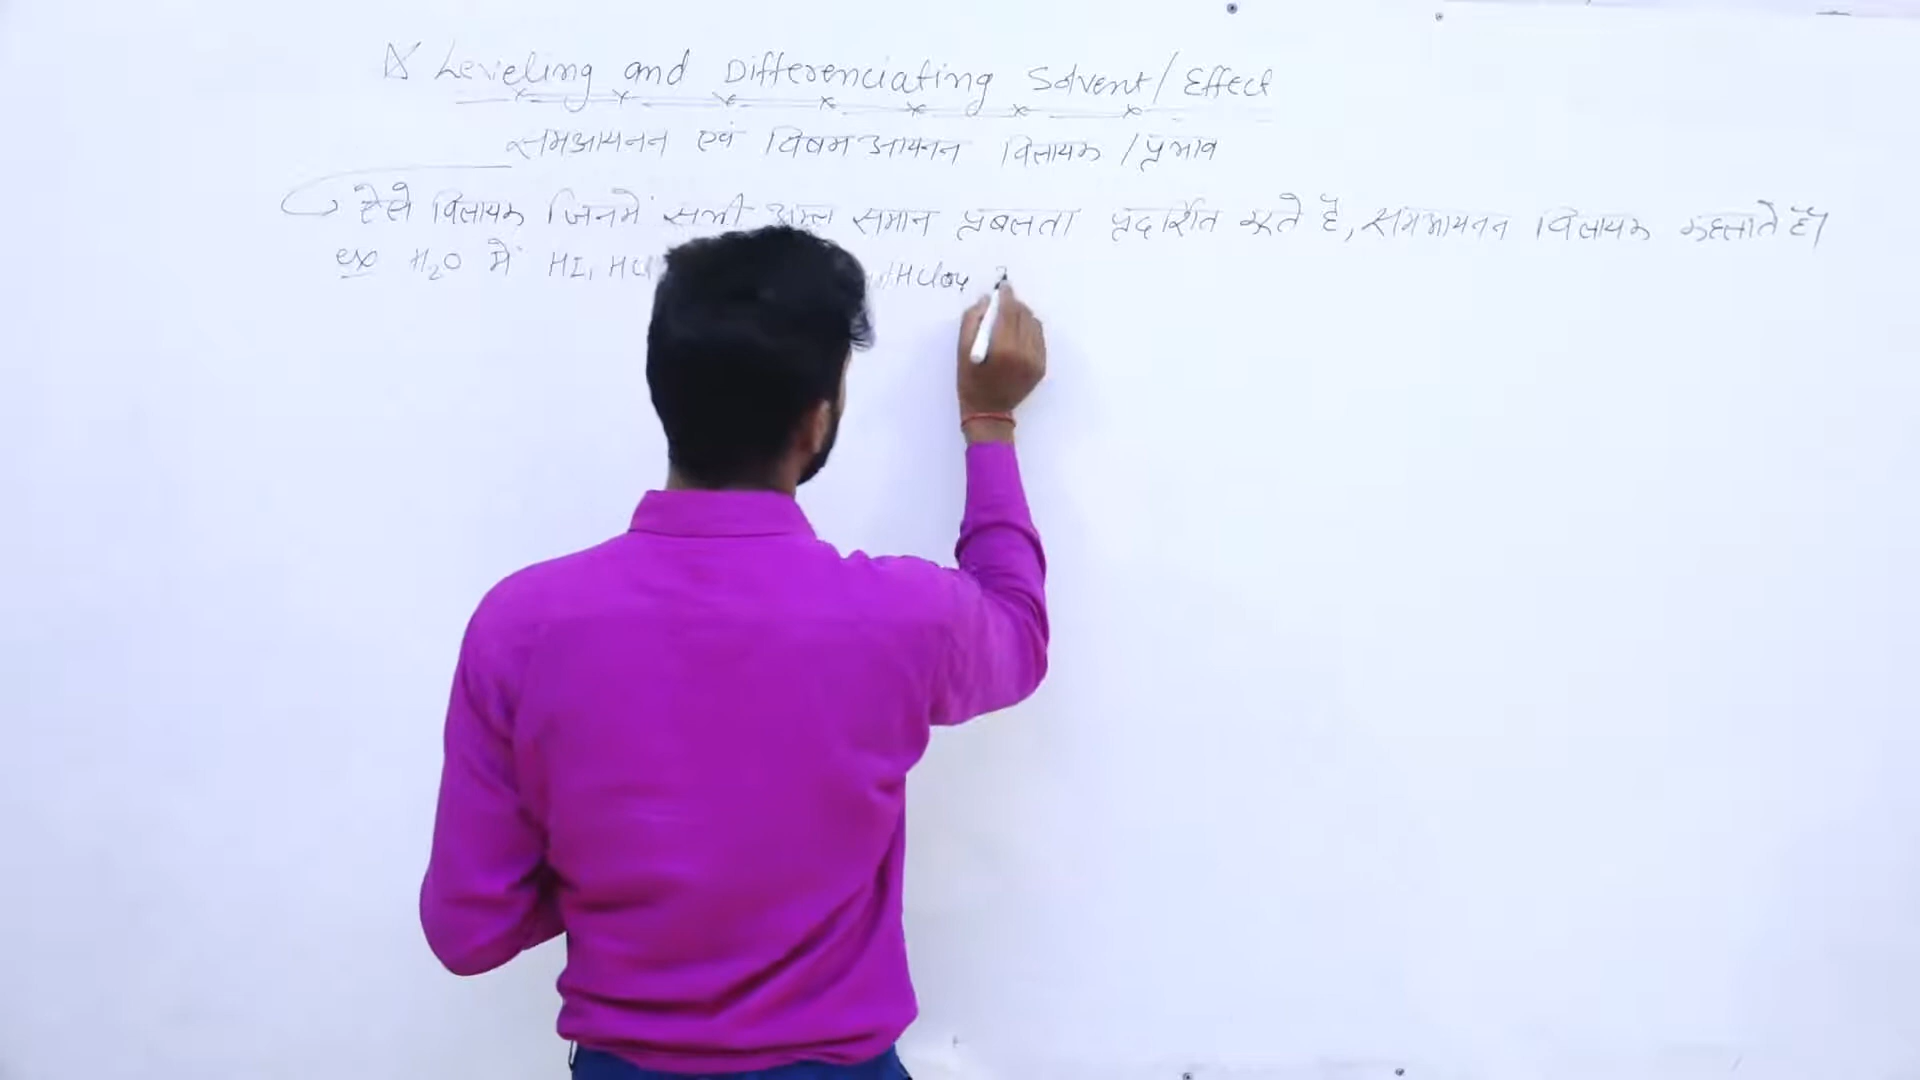 Leveling and Differenciating Solvent/Effect
समआयनन एवं विषमआयनन विलायक/प्रभाव
ऐसे विलायक जिनमें सभी अम्ल समान प्रबलता प्रदर्शित करते है, समआयनन विलायक कहलाते है।
ex H₂O में HI, HCl HClO₄